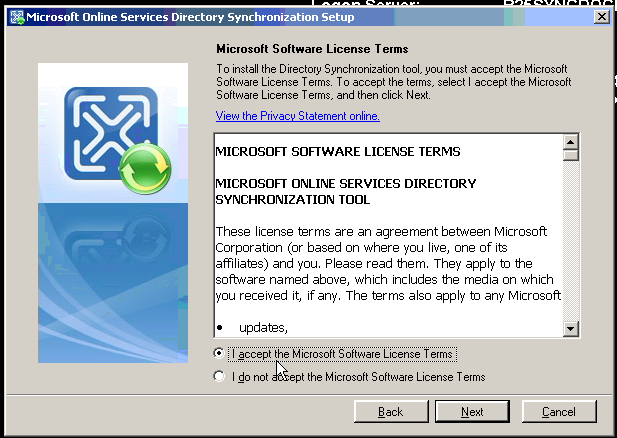 Logon Server:
Microsoft Online Services Directory Synchronization Setup
Microsoft Software License Terms
To install the Directory Synchronization tool, you must accept the Microsoft
Software License Terms. To accept the terms, select I accept the Microsoft
Software License Terms, and then click Next.
View the Privacy Statement online.
MICROSOFT SOFTWARE LICENSE TERMS
MICROSOFT ONLINE SERVICES DIRECTORY
SYNCHRONIZATION TOOL
These license terms are an agreement between Microsoft
Corporation (or based on where you live, one of its
affiliates) and you. Please read them. They apply to the
software named above, which includes the media on which
you received it, if any. The terms also apply to any Microsoft
• updates,
I accept the Microsoft Software License Terms
I do not accept the Microsoft Software License Terms
Back Next Cancel